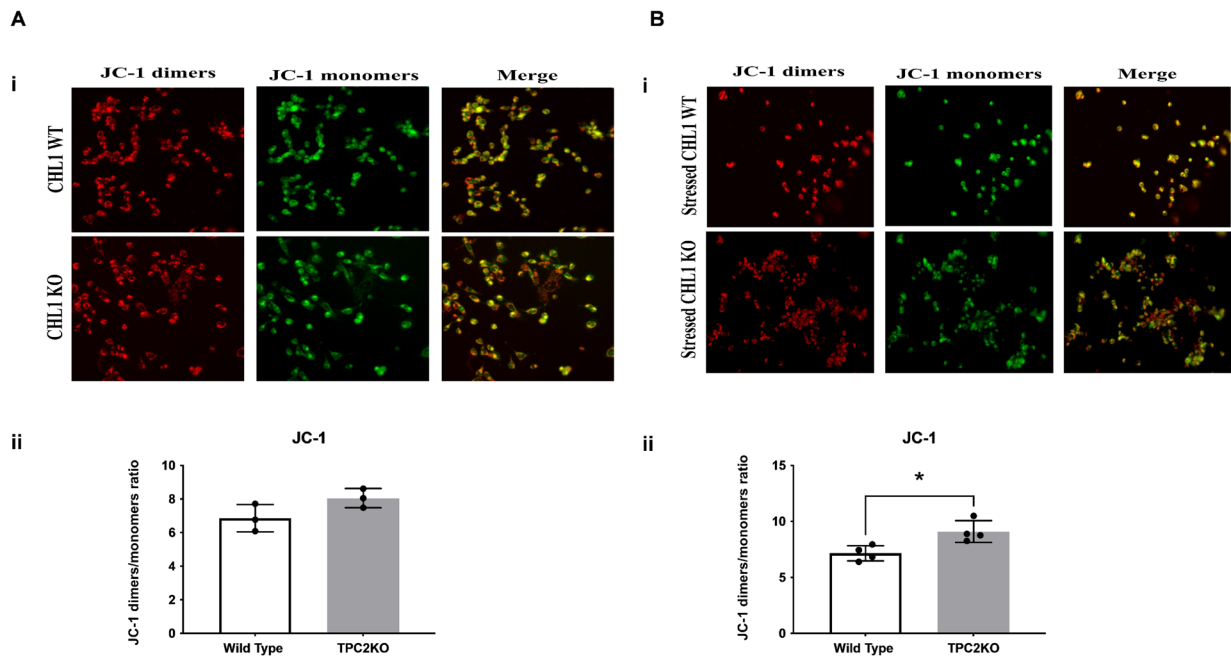 A
i
JC-1 dimers
JC-1 monomers
Merge
CHL1 WT
CHL1 KO
ii
JC-1
JC-1 dimers/monomers ratio
10
8
6
4
2
0
Wild Type
TPC2KO
B
i
JC-1 dimers
JC-1 monomers
Merge
Stressed CHL1 WT
Stressed CHL1 KO
ii
JC-1
JC-1 dimers/monomers ratio
15
10
5
0
*
Wild Type
TPC2KO